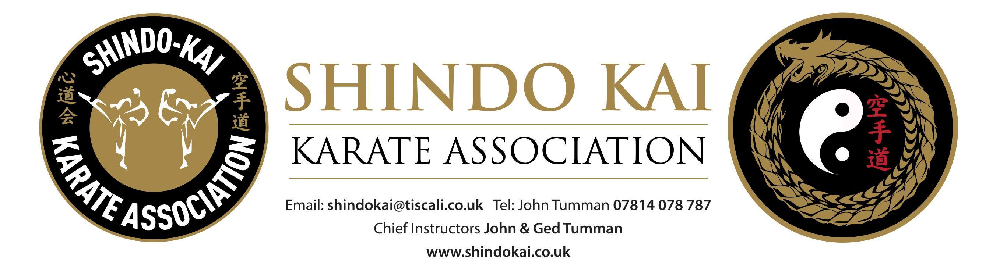 SHINDO-KAI
心道会
空手道
KARATE ASSOCIATION
SHINDO KAI
KARATE ASSOCIATION
Email: shindokai@tiscali.co.uk Tel: John Tumman 07814 078 787
Chief Instructors John & Ged Tumman
www.shindokai.co.uk
空手道